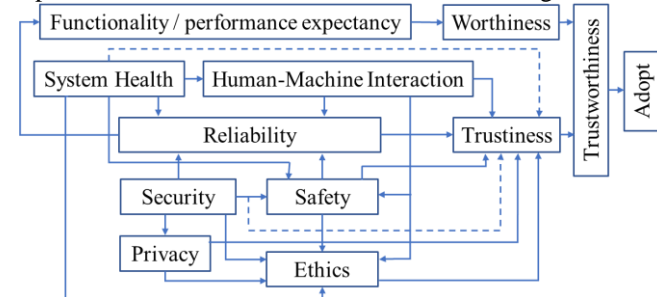 Functionality / performance expectancy
Worthiness
System Health
Human-Machine Interaction
Reliability
Trustiness
Trustworthiness
Adopt
Security
Safety
Privacy
Ethics